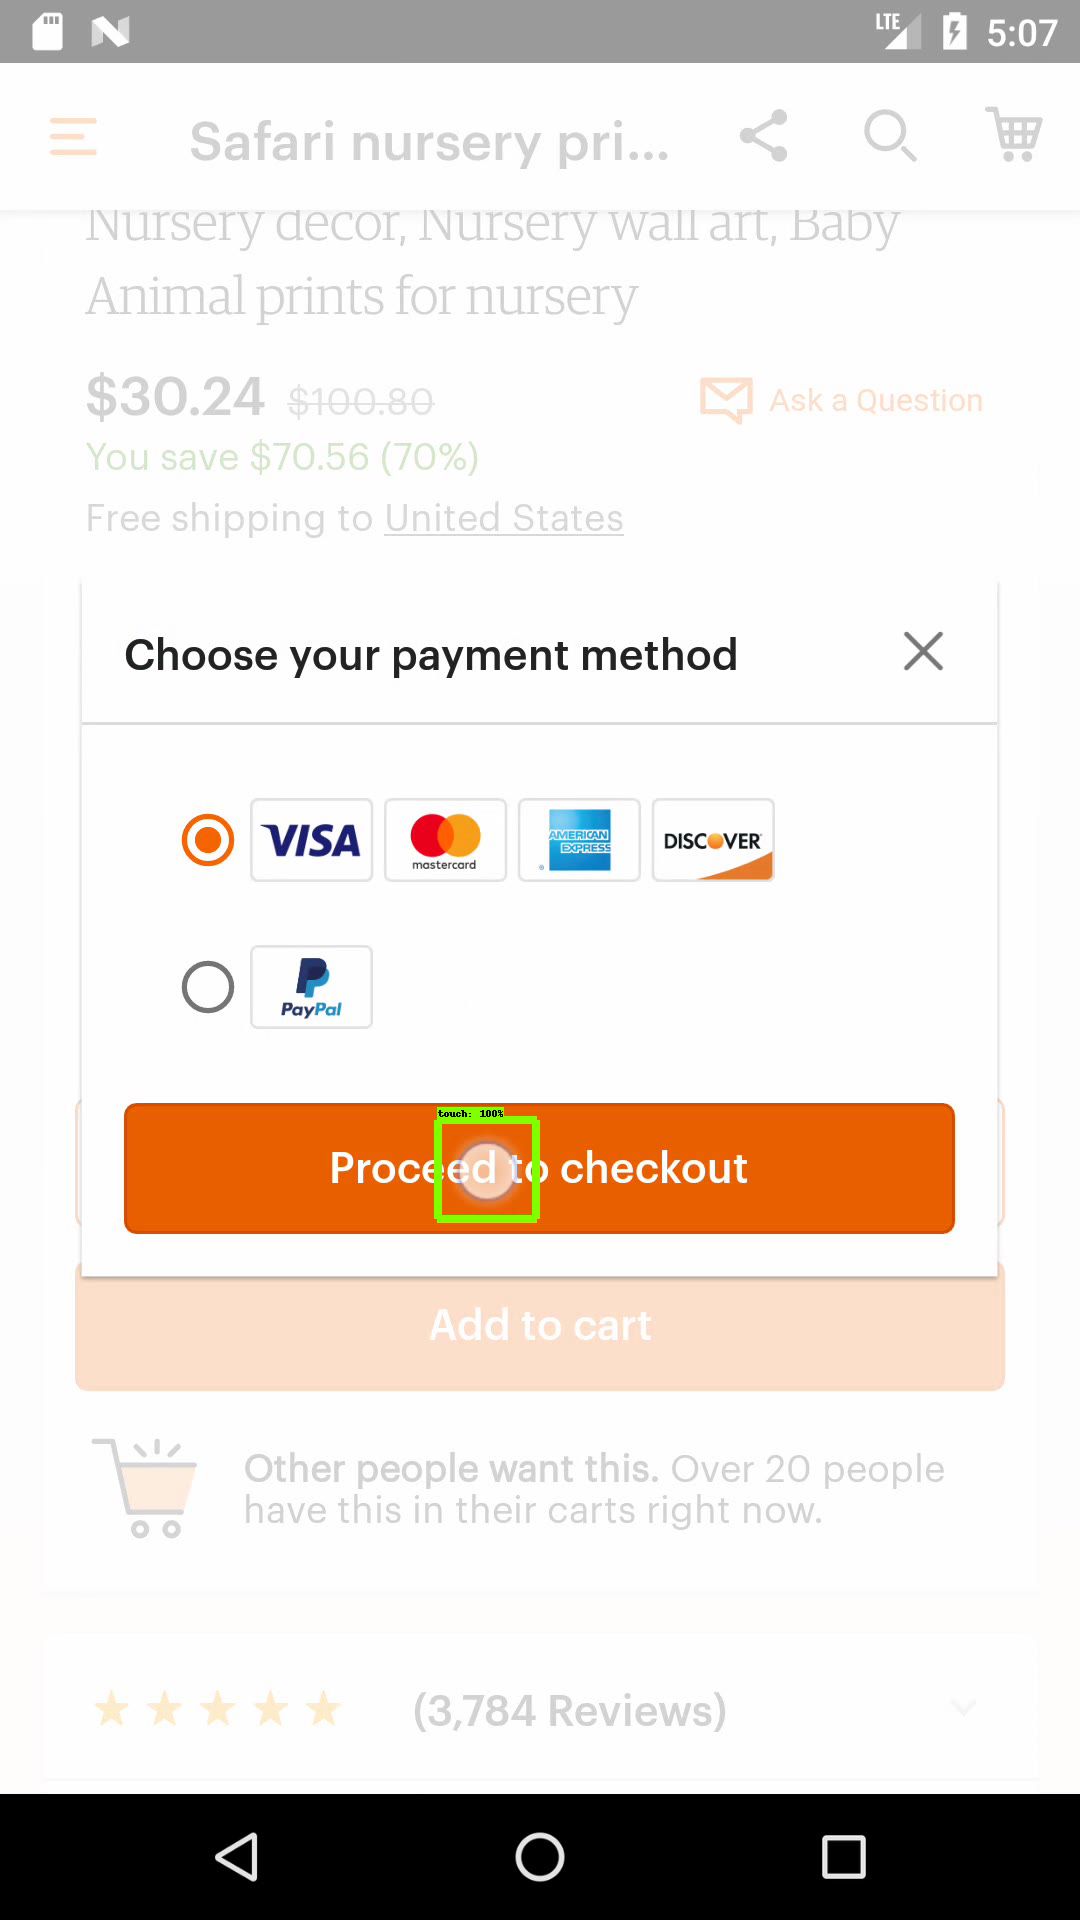 LTE 5:07
Safari nursery pri...
Nursery decor, Nursery wall art, Baby
Animal prints for nursery
$30.24 $100.80
Ask a Question
You save $70.56 (70%)
Free shipping to United States
Choose your payment method
VISA mastercard AMERICAN EXPRESS DISCOVER
PayPal
touch: 100%
Proceed to checkout
Add to cart
Other people want this. Over 20 people
have this in their carts right now.
(3,784 Reviews)